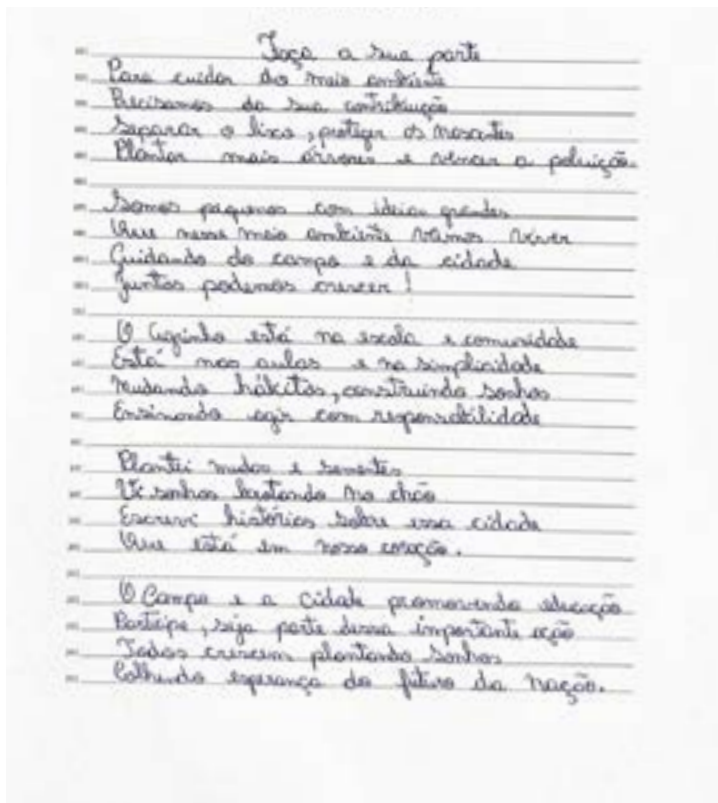 Faça a sua parte
Para cuidar do meio ambiente
Precisamos da sua contribuição
Separar o lixo, proteger as nascentes
Plantar mais árvores e vencer a poluição.
Somos pequenos com ideias grandes
Que nesse meio ambiente vamos viver
Cuidando do campo e da cidade
Juntos podemos crescer!
O Agrinho está na escola e comunidade
Está nas aulas e na simplicidade
Mudando hábitos, construindo sonhos
Ensinando agir com responsabilidade
Plantei mudas e sementes
Vi sonhos brotando no chão
Escrevi histórias sobre essa cidade
Que está em nosso coração.
O Campo e a cidade promovendo educação
Participe, seja parte dessa importante ação
Todos crescem plantando sonhos
Colhendo esperança do futuro da nação.